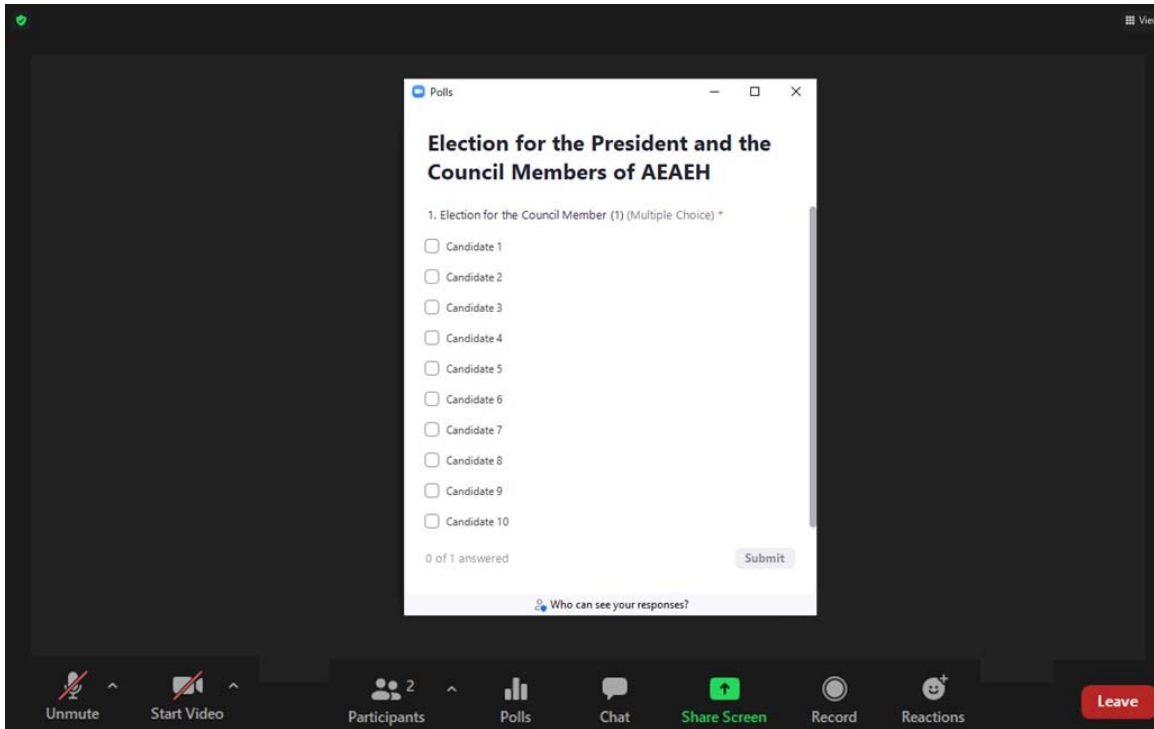 View
Polls
Election for the President and the
Council Members of AEAEH
1. Election for the Council Member (1) (Multiple Choice) *
Candidate 1
Candidate 2
Candidate 3
Candidate 4
Candidate 5
Candidate 6
Candidate 7
Candidate 8
Candidate 9
Candidate 10
0 of 1 answered Submit
Who can see your responses?
2
Unmute Start Video Participants Polls Chat Share Screen Record Reactions Leave